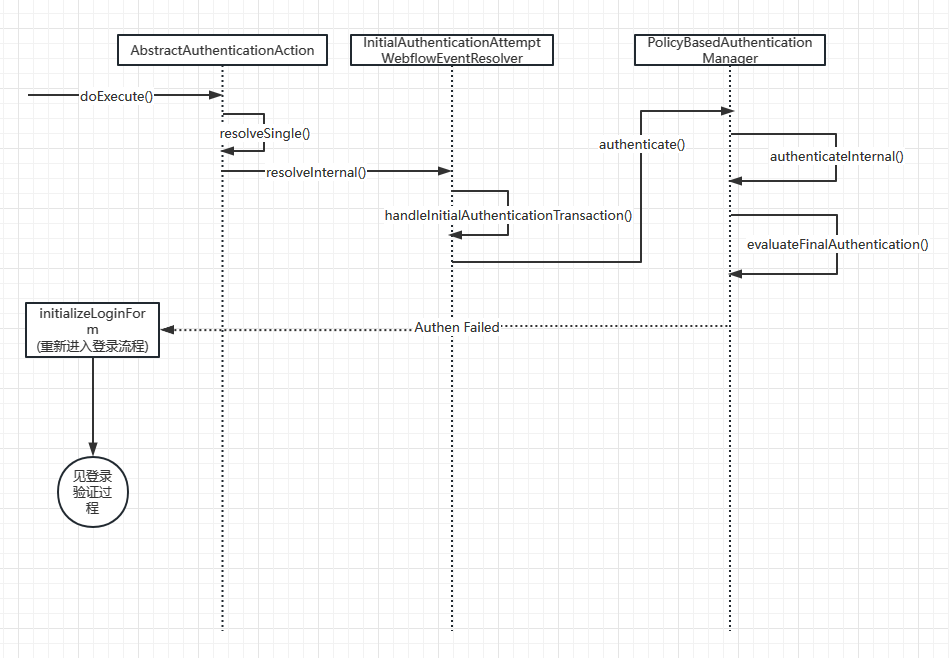 AbstractAuthenticationAction
InitialAuthenticationAttempt
WebflowEventResolver
PolicyBasedAuthentication
Manager
doExecute()
resolveSingle()
resolveInternal()
authenticate()
authenticateInternal()
handleInitialAuthenticationTransaction()
evaluateFinalAuthentication()
initializeLoginFor
m
(重新进入登录流程)
Authen Failed
见登录
验证过
程